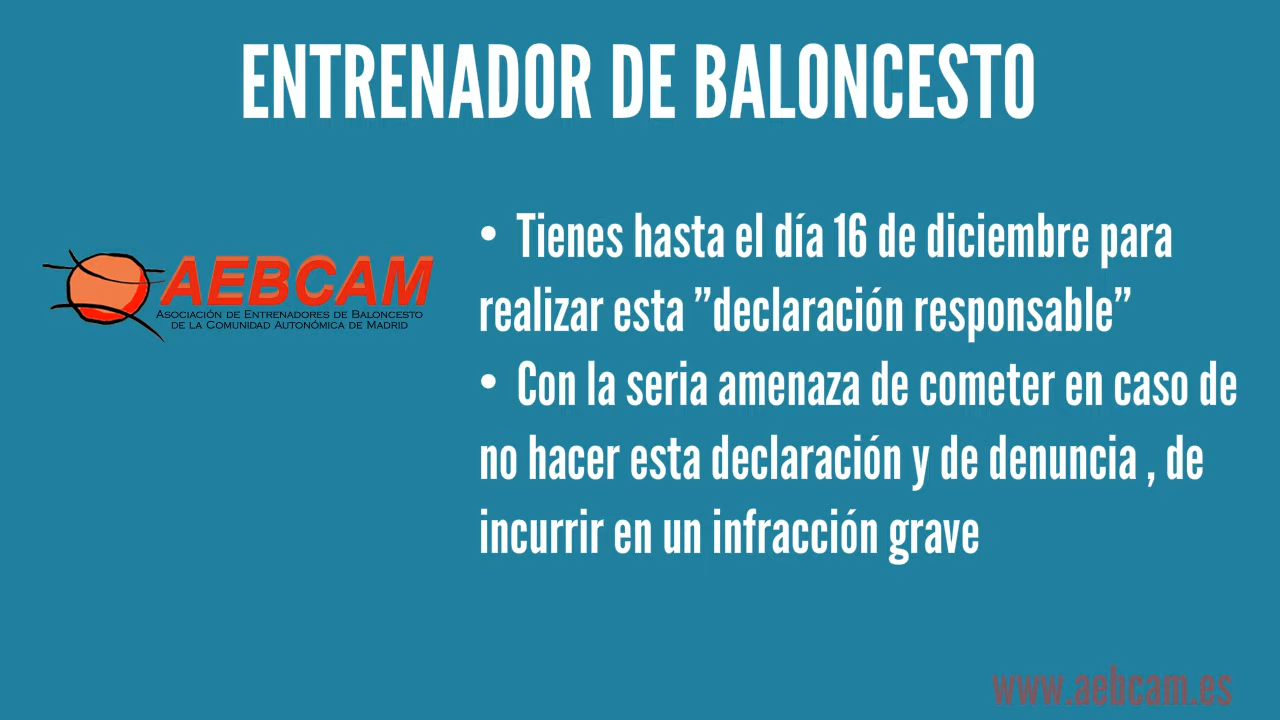 ENTRENADOR DE BALONCESTO
AEBCAM
ASOCIACIÓN DE ENTRENADORES DE BALONCESTO
DE LA COMUNIDAD AUTONÓMICA DE MADRID
• Tienes hasta el día 16 de diciembre para
realizar esta ”declaración responsable”
• Con la seria amenaza de cometer en caso de
no hacer esta declaración y de denuncia , de
incurrir en un infracción grave
www.aebcam.es